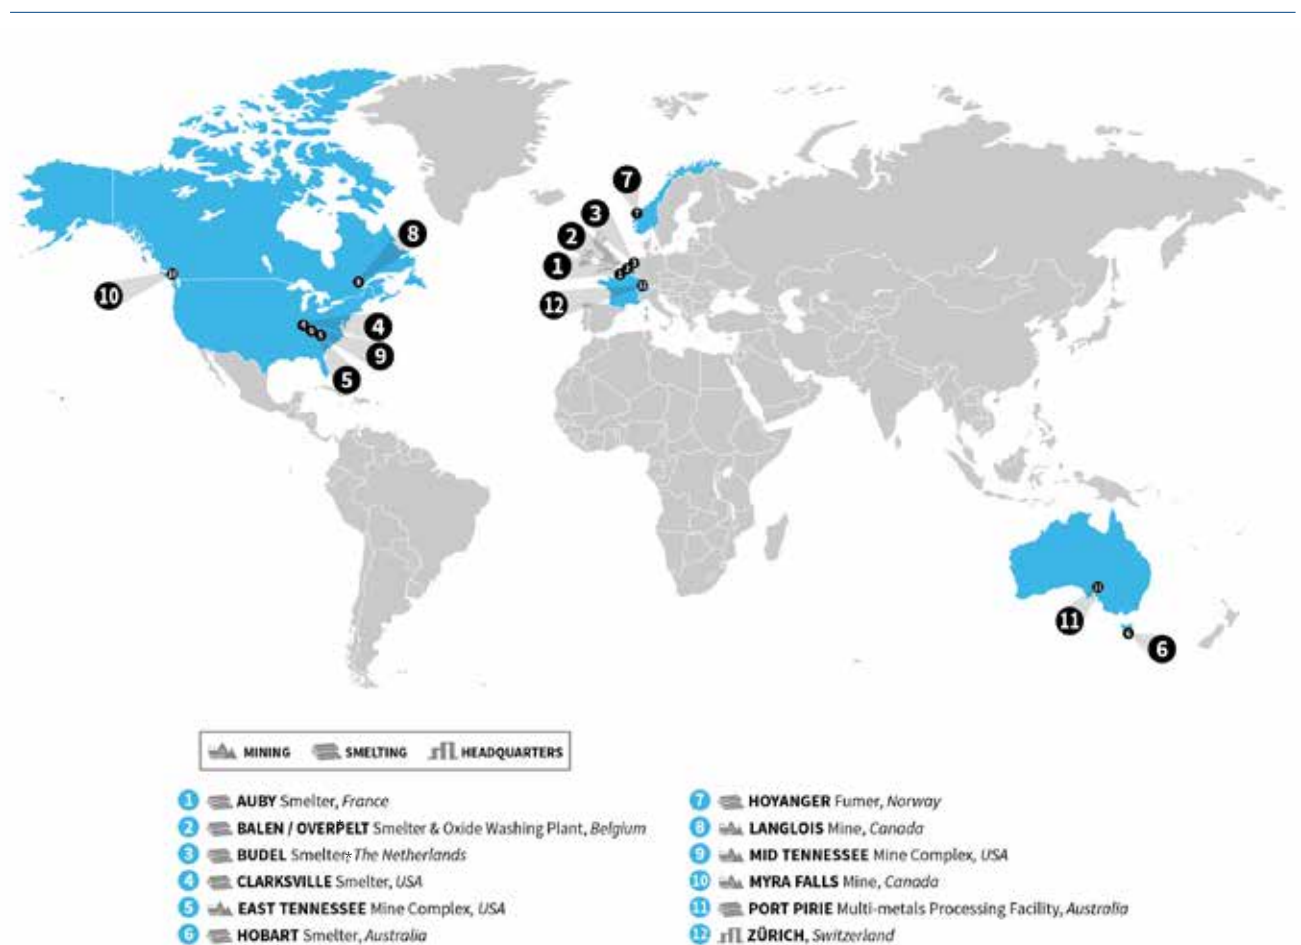 7
3
8
2
1
10
12
4
9
5
11
6
MINING SMELTING HEADQUARTERS
1 AUBY Smelter, France
2 BALEN / OVERPELT Smelter & Oxide Washing Plant, Belgium
3 BUDEL Smelter, The Netherlands
4 CLARKSVILLE Smelter, USA
5 EAST TENNESSEE Mine Complex, USA
6 HOBART Smelter, Australia
7 HOYANGER Fumer, Norway
8 LANGLOIS Mine, Canada
9 MID TENNESSEE Mine Complex, USA
10 MYRA FALLS Mine, Canada
11 PORT PIRIE Multi-metals Processing Facility, Australia
12 ZÜRICH, Switzerland